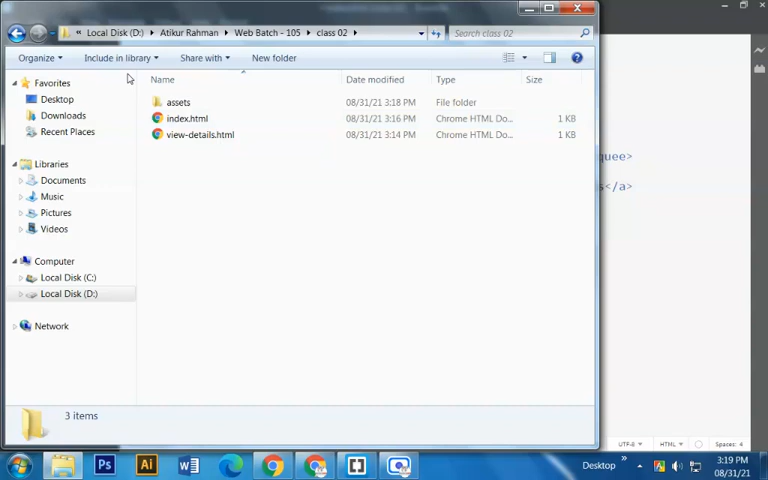 Local Disk (D:) Atikur Rahman Web Batch - 105 class 02 Search class 02
Organize Include in library Share with New folder
Favorites
Desktop
Downloads
Recent Places
Libraries
Documents
Music
Pictures
Videos
Computer
Local Disk (C:)
Local Disk (D:)
Network
Name Date modified Type Size
assets 08/31/21 3:18 PM File folder
index.html 08/31/21 3:16 PM Chrome HTML Do... 1 KB
view-details.html 08/31/21 3:14 PM Chrome HTML Do... 1 KB
quee>
s</a>
3 items
UTF-8 HTML Spaces: 4
Ps Ai W Desktop » 3:19 PM
08/31/21